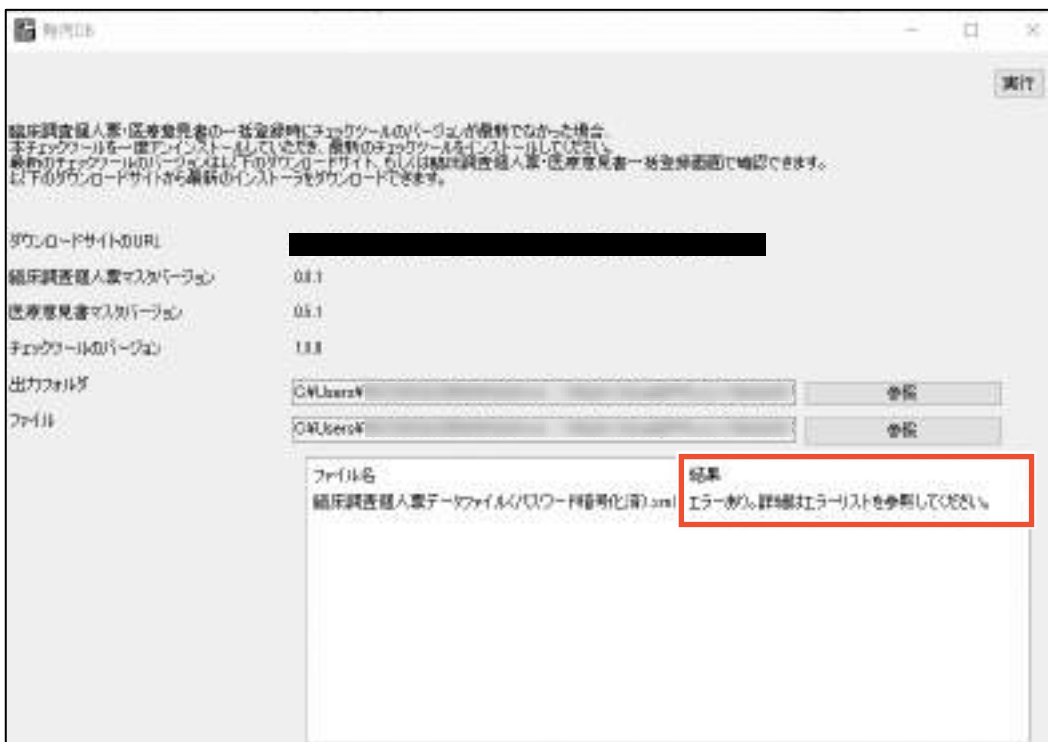 難病DB
実行
臨床調査個人票・医療意見書の一括登録時にチェックツールのバージョンが最新でなかった場合、
本チェックツールを一度アンインストールしていただき、最新のチェックツールをインストールしてください。
最新のチェックツールのバージョンは以下のダウンロードサイト、もしくは臨床調査個人票・医療意見書一括登録画面で確認できます。
以下のダウンロードサイトから最新のインストーラをダウンロードできます。
ダウンロードサイトのURL
臨床調査個人票マスタバージョン
医療意見書マスタバージョン 0.5.1
チェックツールのバージョン
出力フォルダ C:¥Users¥ 参照
ファイル C:¥Users¥ 参照
ファイル名 結果
臨床調査個人票データファイル(パスワード暗号化済).xml エラーあり。詳細はエラーリストを参照してください。